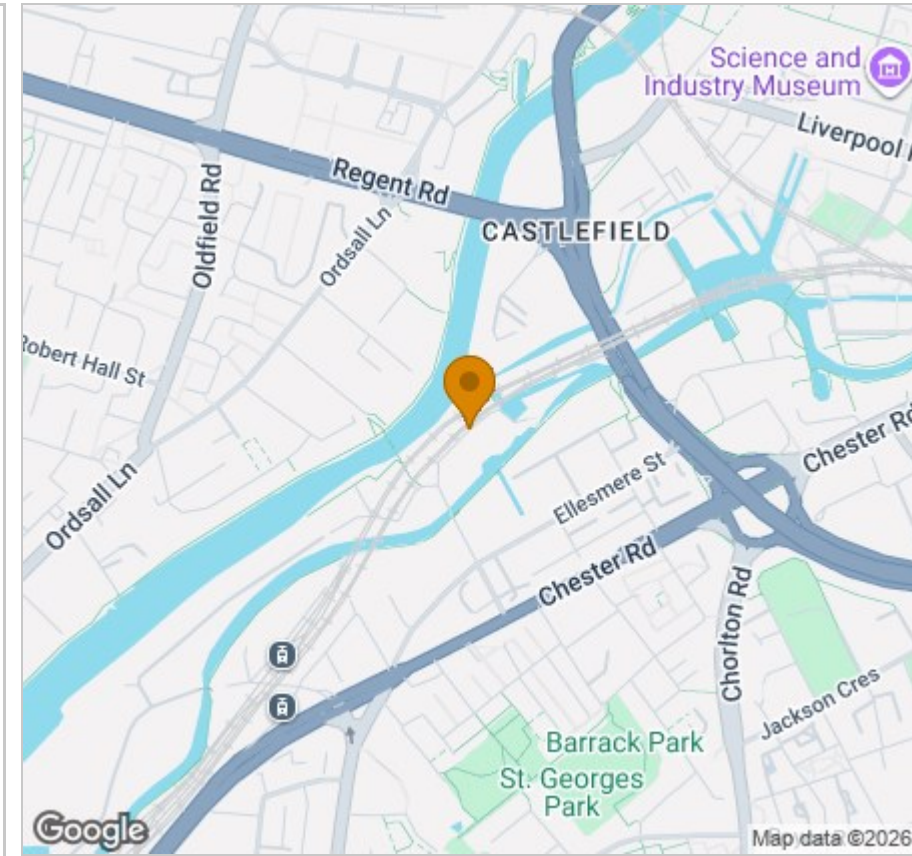 Science and
Industry Museum
Liverpool
Regent Rd
Oldfield Rd
Ordsall Ln
CASTLEFIELD
Robert Hall St
Ordsall Ln
Chester Rd
Ellesmere St
Chester Rd
Chorlton Rd
Jackson Cres
Barrack Park
St. Georges
Park
Google
Map data ©2026